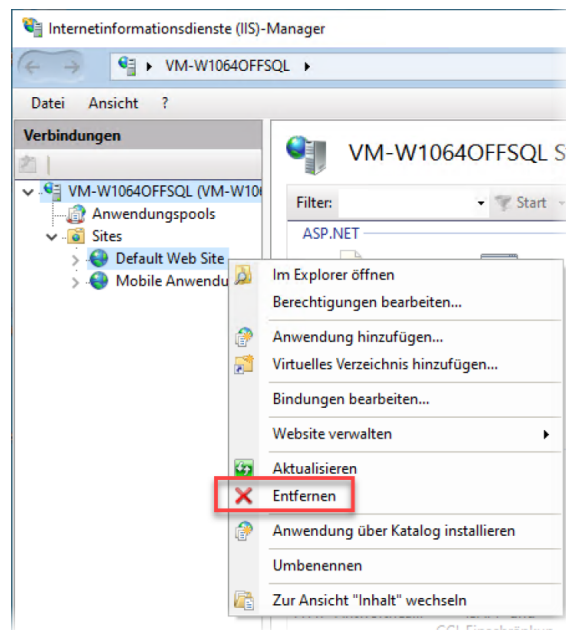 Internetinformationsdienste (IIS)-Manager
VM-W1064OFFSQL
Datei Ansicht ?
Verbindungen
VM-W1064OFFSQL S
Filter: Start
VM-W1064OFFSQL (VM-W10
Anwendungspools
ASP.NET
Sites
Default Web Site
Mobile Anwendu
Im Explorer öffnen
Berechtigungen bearbeiten...
Anwendung hinzufügen...
Virtuelles Verzeichnis hinzufügen...
Bindungen bearbeiten...
Website verwalten
Aktualisieren
Entfernen
Anwendung über Katalog installieren
Umbenennen
Zur Ansicht "Inhalt" wechseln